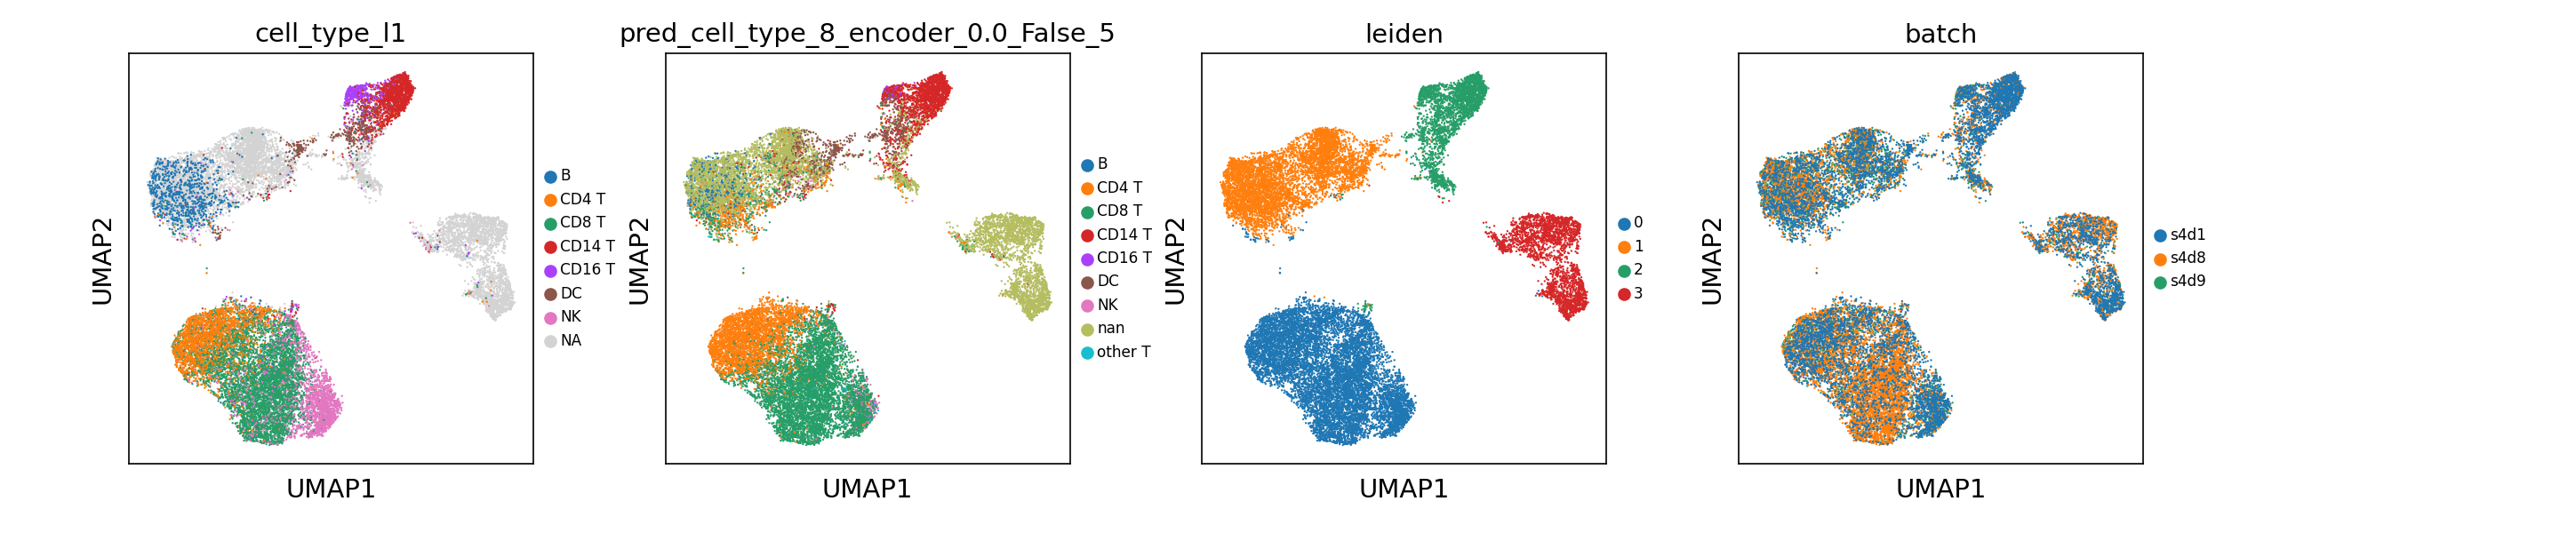 cell_type_l1
UMAP2
UMAP1
B
CD4 T
CD8 T
CD14 T
CD16 T
DC
NK
NA
pred_cell_type_8_encoder_0.0_False_5
UMAP2
UMAP1
B
CD4 T
CD8 T
CD14 T
CD16 T
DC
NK
nan
other T
leiden
UMAP2
UMAP1
0
1
2
3
batch
UMAP2
UMAP1
s4d1
s4d8
s4d9